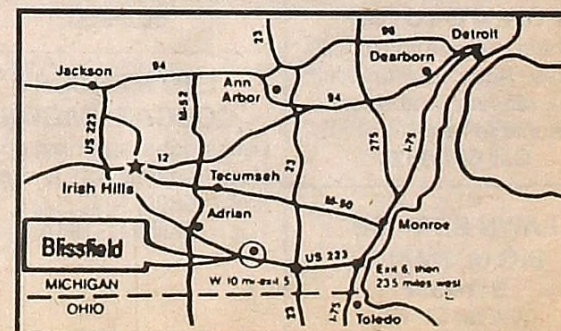 23
96
Detroit
Dearborn
Jackson
94
Ann
Arbor
94
US 223
M-52
275
I-75
12
23
Irish Hills
Tecumseh
M-50
Monroe
Adrian
Blissfield
US 223
W 10 mi-exit 5
Exit 6, then
23.5 miles west
MICHIGAN
OHIO
23
I-75
Toledo